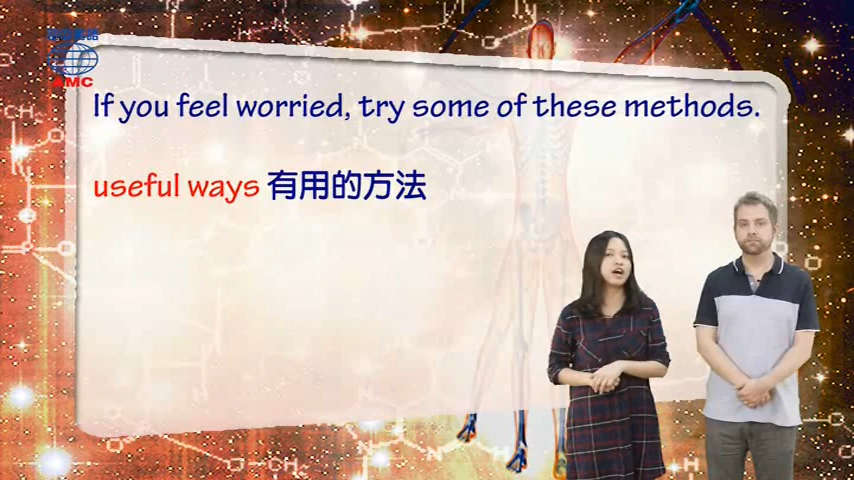 AMC
If you feel worried, try some of these methods.
useful ways 有用的方法